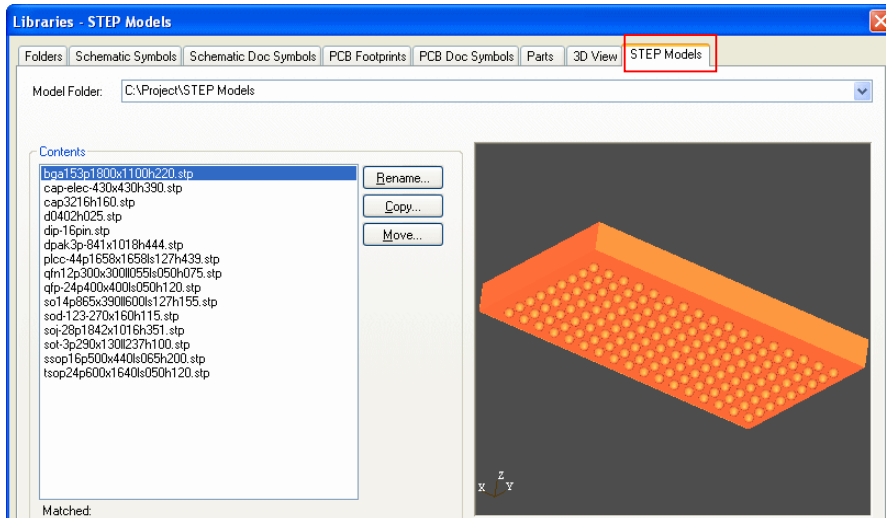 Libraries - STEP Models
Folders Schematic Symbols Schematic Doc Symbols PCB Footprints PCB Doc Symbols Parts 3D View STEP Models
Model Folder: C:\Project\STEP Models
Contents
bga153p1800x1100h220.stp
cap-elec-430x430h390.stp
cap3216h160.stp
d0402h025.stp
dip-16pin.stp
dpak3p-841x1018h444.stp
plcc-44p1658x1658ls127h439.stp
qfn12p300x300ll055ls050h075.stp
qfp-24p400x400ls050h120.stp
so14p865x390ll600ls127h155.stp
sod-123-270x160h115.stp
soj-28p1842x1016h351.stp
sot-3p290x130ll237h100.stp
ssop16p500x440ls065h200.stp
tsop24p600x1640ls050h120.stp
Rename...
Copy...
Move...
Z
X Y
Matched: